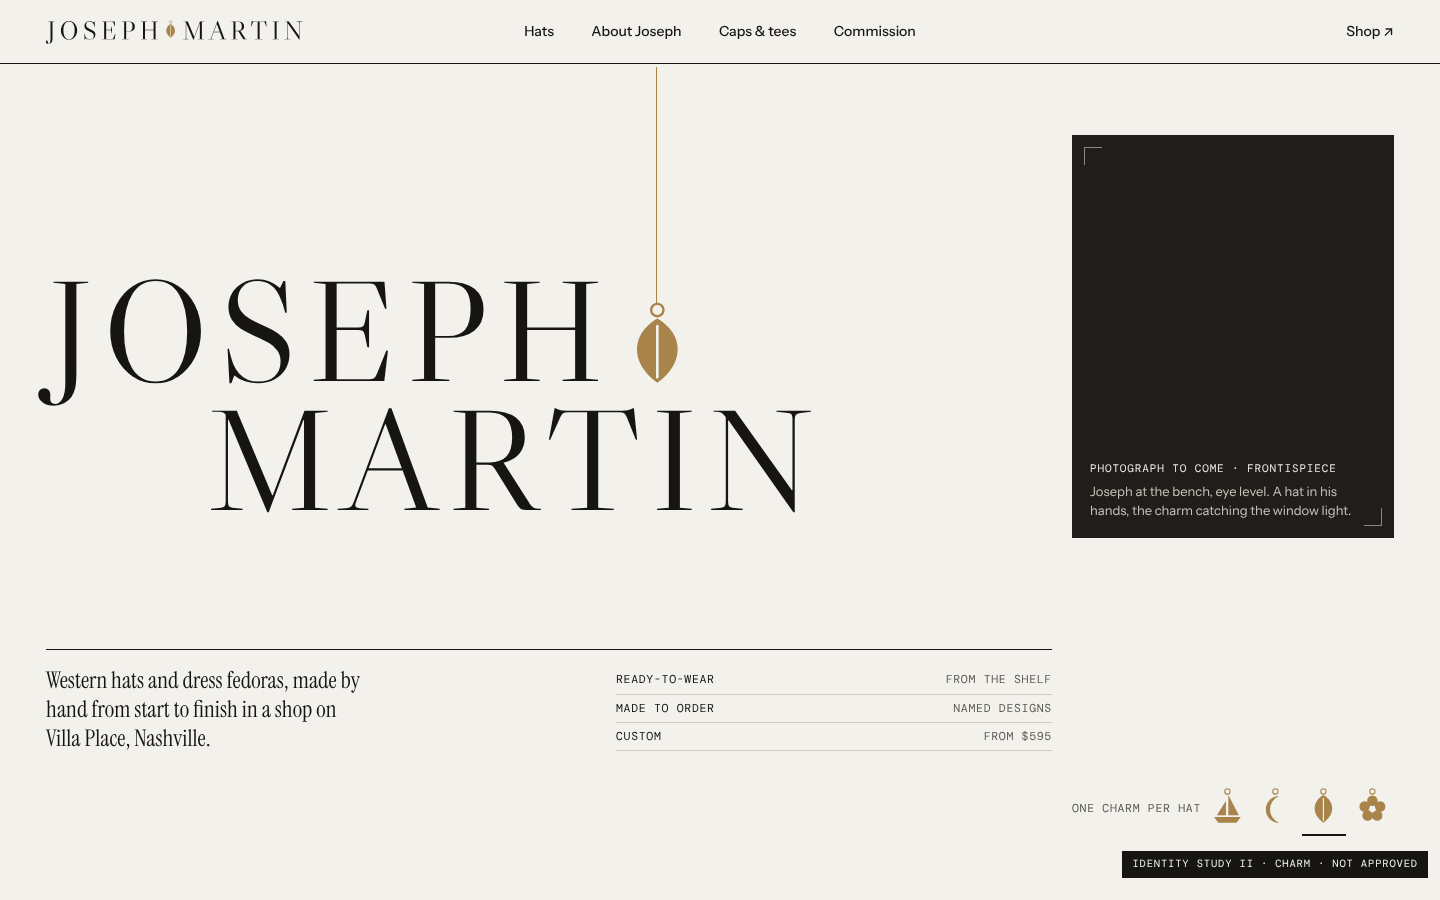 JOSEPH MARTIN
Hats
About Joseph
Caps & tees
Commission
Shop ↗
JOSEPH
MARTIN
PHOTOGRAPH TO COME · FRONTISPIECE
Joseph at the bench, eye level. A hat in his
hands, the charm catching the window light.
Western hats and dress fedoras, made by
hand from start to finish in a shop on
Villa Place, Nashville.
READY-TO-WEAR FROM THE SHELF
MADE TO ORDER NAMED DESIGNS
CUSTOM FROM $595
ONE CHARM PER HAT
IDENTITY STUDY II · CHARM · NOT APPROVED